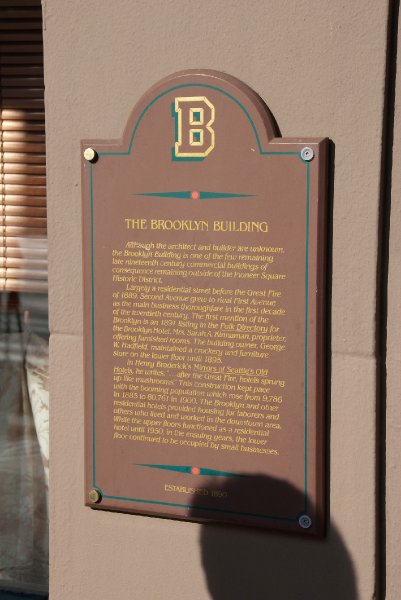 B
THE BROOKLYN BUILDING
Although the architect and builder are unknown,
the Brooklyn Building is one of the few remaining
late nineteenth century commercial buildings of
consequence remaining outside of the Pioneer Square
Historic District.
Largely a residential street before the Great Fire
of 1889, Second Avenue grew to rival First Avenue
as the main business thoroughfare in the first decade
of the twentieth century. The first mention of the
Brooklyn is an 1891 listing in the Polk Directory for
the Brooklyn Hotel, Mrs. Sarah A. Kinnaman, proprietor,
offering furnished rooms. The building owner, George
W. Hadfield, maintained a crockery and furniture
store on the lower floor until 1895.
In Henry Broderick's Mirrors of Seattle's Old
Hotels, he writes, "... after the Great Fire, hotels sprung
up like mushrooms." This construction kept pace
with the booming population which rose from 9,786
in 1885 to 80,761 in 1900. The Brooklyn and other
residential hotels provided housing for laborers and
others who lived and worked in the downtown area.
While the upper floors functioned as a residential
hotel until 1950, in the ensuing years, the lower
floor continued to be occupied by small businesses.
ESTABLISHED 1890